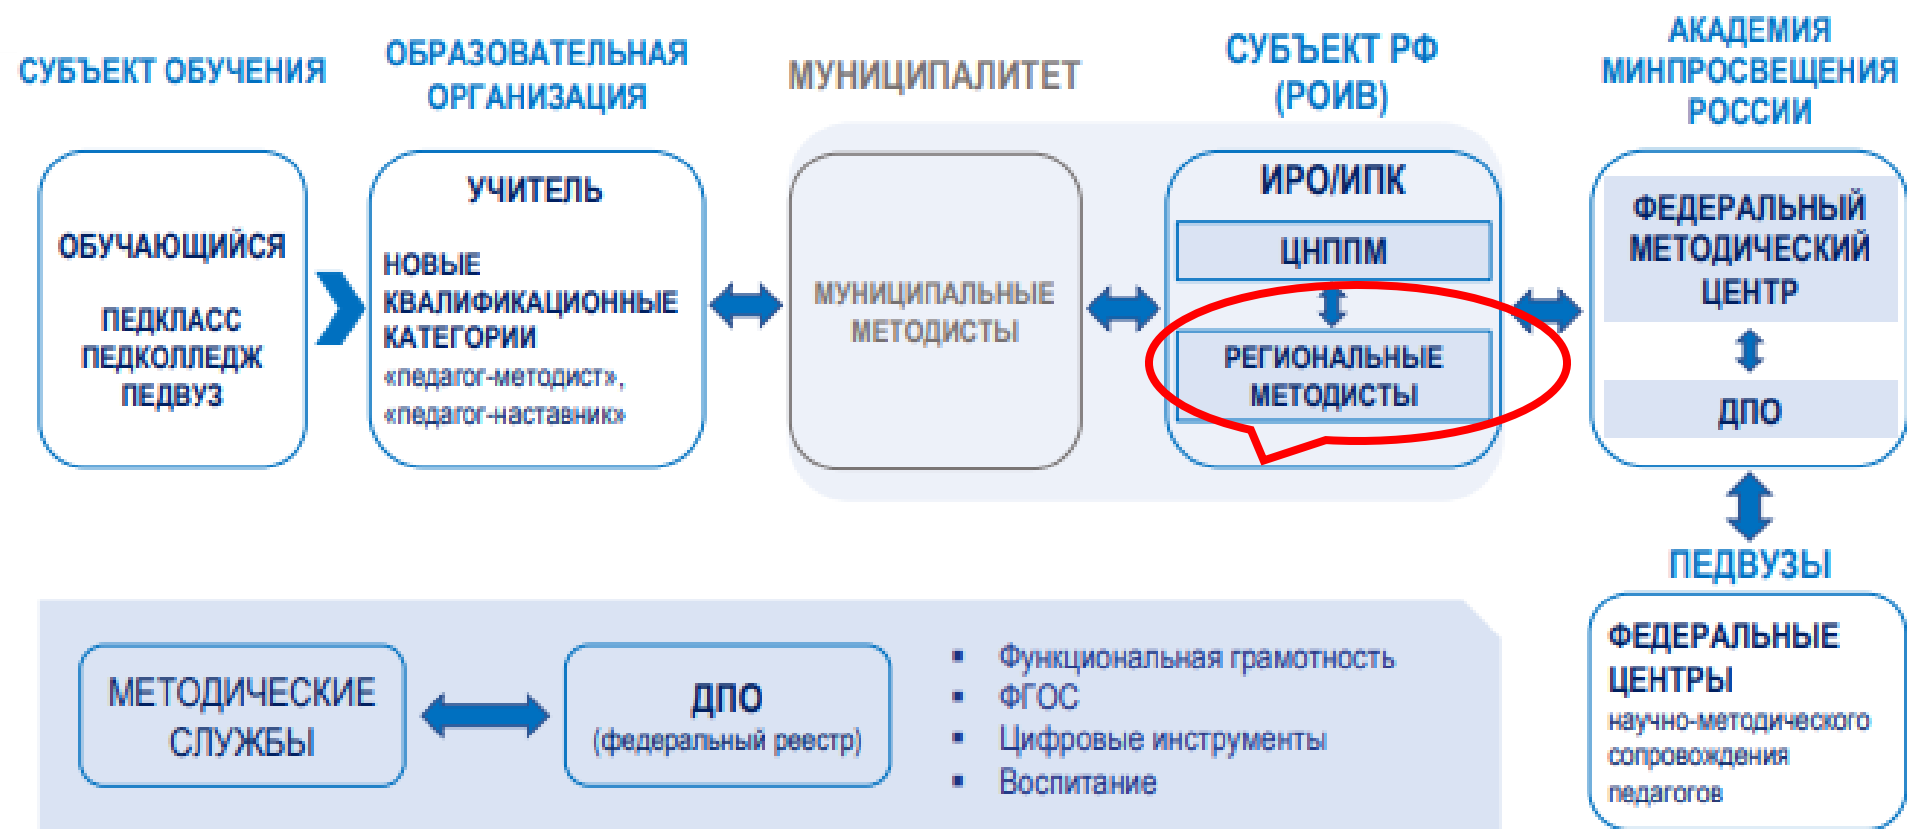 СУБЪЕКТ ОБУЧЕНИЯ
ОБРАЗОВАТЕЛЬНАЯ
ОРГАНИЗАЦИЯ
МУНИЦИПАЛИТЕТ
СУБЪЕКТ РФ
(РОИВ)
АКАДЕМИЯ
МИНПРОСВЕЩЕНИЯ
РОССИИ
ОБУЧАЮЩИЙСЯ
ПЕДКЛАСС
ПЕДКОЛЛЕДЖ
ПЕДВУЗ
УЧИТЕЛЬ
НОВЫЕ
КВАЛИФИКАЦИОННЫЕ
КАТЕГОРИИ
«педагог-методист»,
«педагог-наставник»
МУНИЦИПАЛЬНЫЕ
МЕТОДИСТЫ
ИРО/ИПК
ЦНППМ
РЕГИОНАЛЬНЫЕ
МЕТОДИСТЫ
ФЕДЕРАЛЬНЫЙ
МЕТОДИЧЕСКИЙ
ЦЕНТР
ДПО
ПЕДВУЗЫ
ФЕДЕРАЛЬНЫЕ
ЦЕНТРЫ
научно-методического
сопровождения
педагогов
МЕТОДИЧЕСКИЕ
СЛУЖБЫ
ДПО
(федеральный реестр)
▪ Функциональная грамотность
▪ ФГОС
▪ Цифровые инструменты
▪ Воспитание